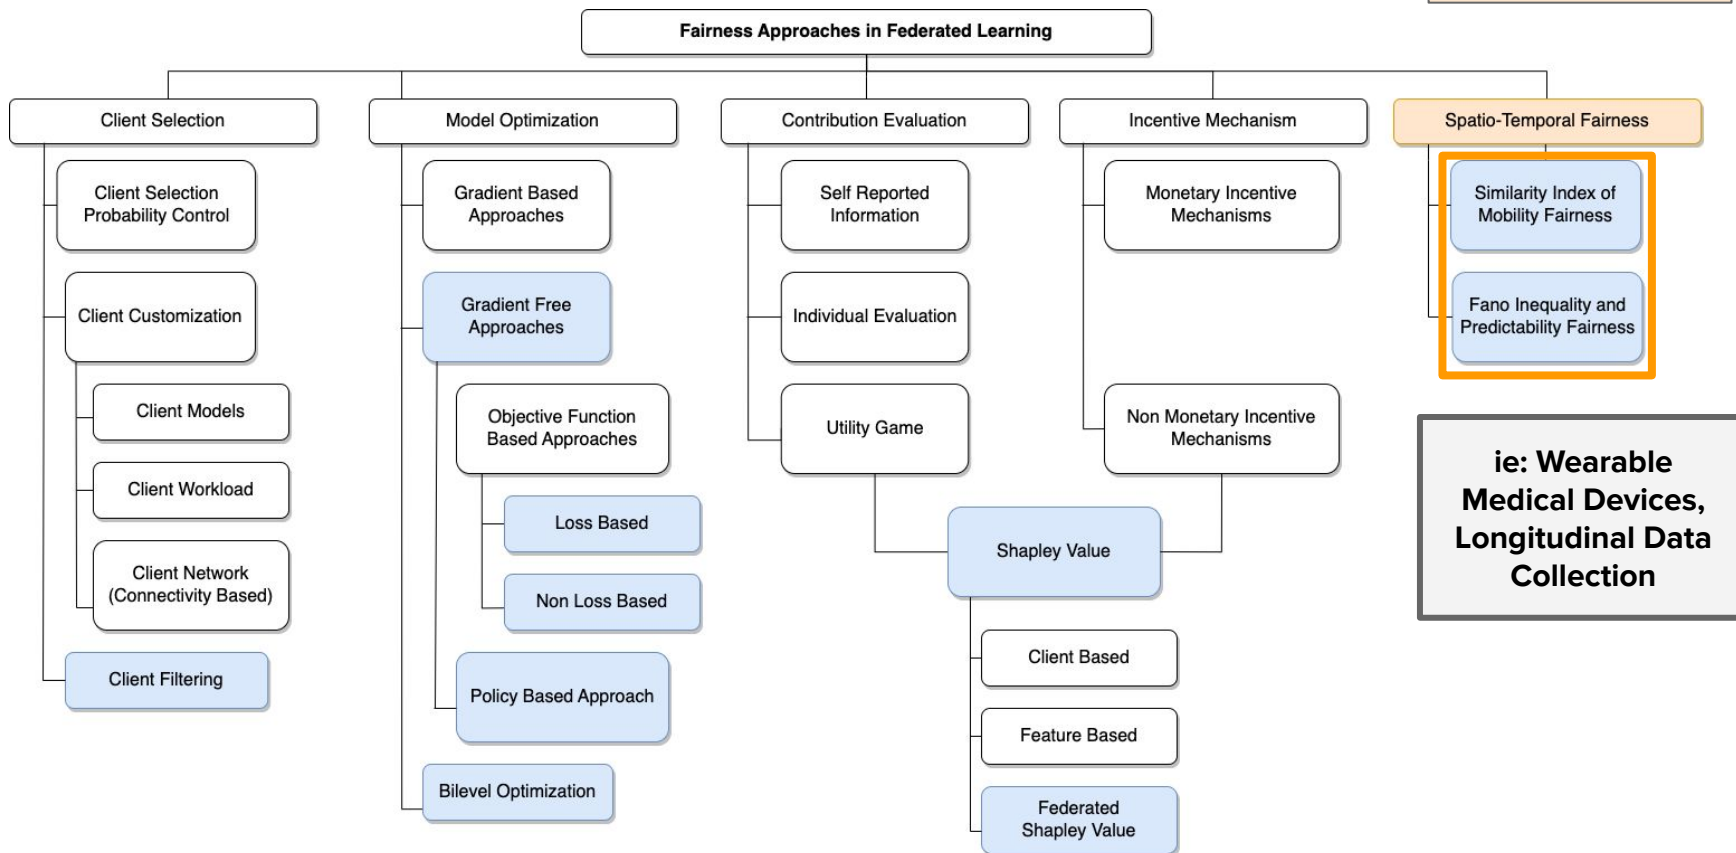 Fairness Approaches in Federated Learning
Client Selection
Client Selection
Probability Control
Client Customization
Client Models
Client Workload
Client Network
(Connectivity Based)
Client Filtering
Model Optimization
Gradient Based
Approaches
Gradient Free
Approaches
Objective Function
Based Approaches
Loss Based
Non Loss Based
Policy Based Approach
Bilevel Optimization
Contribution Evaluation
Self Reported
Information
Individual Evaluation
Utility Game
Incentive Mechanism
Monetary Incentive
Mechanisms
Non Monetary Incentive
Mechanisms
Shapley Value
Client Based
Feature Based
Federated
Shapley Value
Spatio-Temporal Fairness
Similarity Index of
Mobility Fairness
Fano Inequality and
Predictability Fairness
ie: Wearable
Medical Devices,
Longitudinal Data
Collection